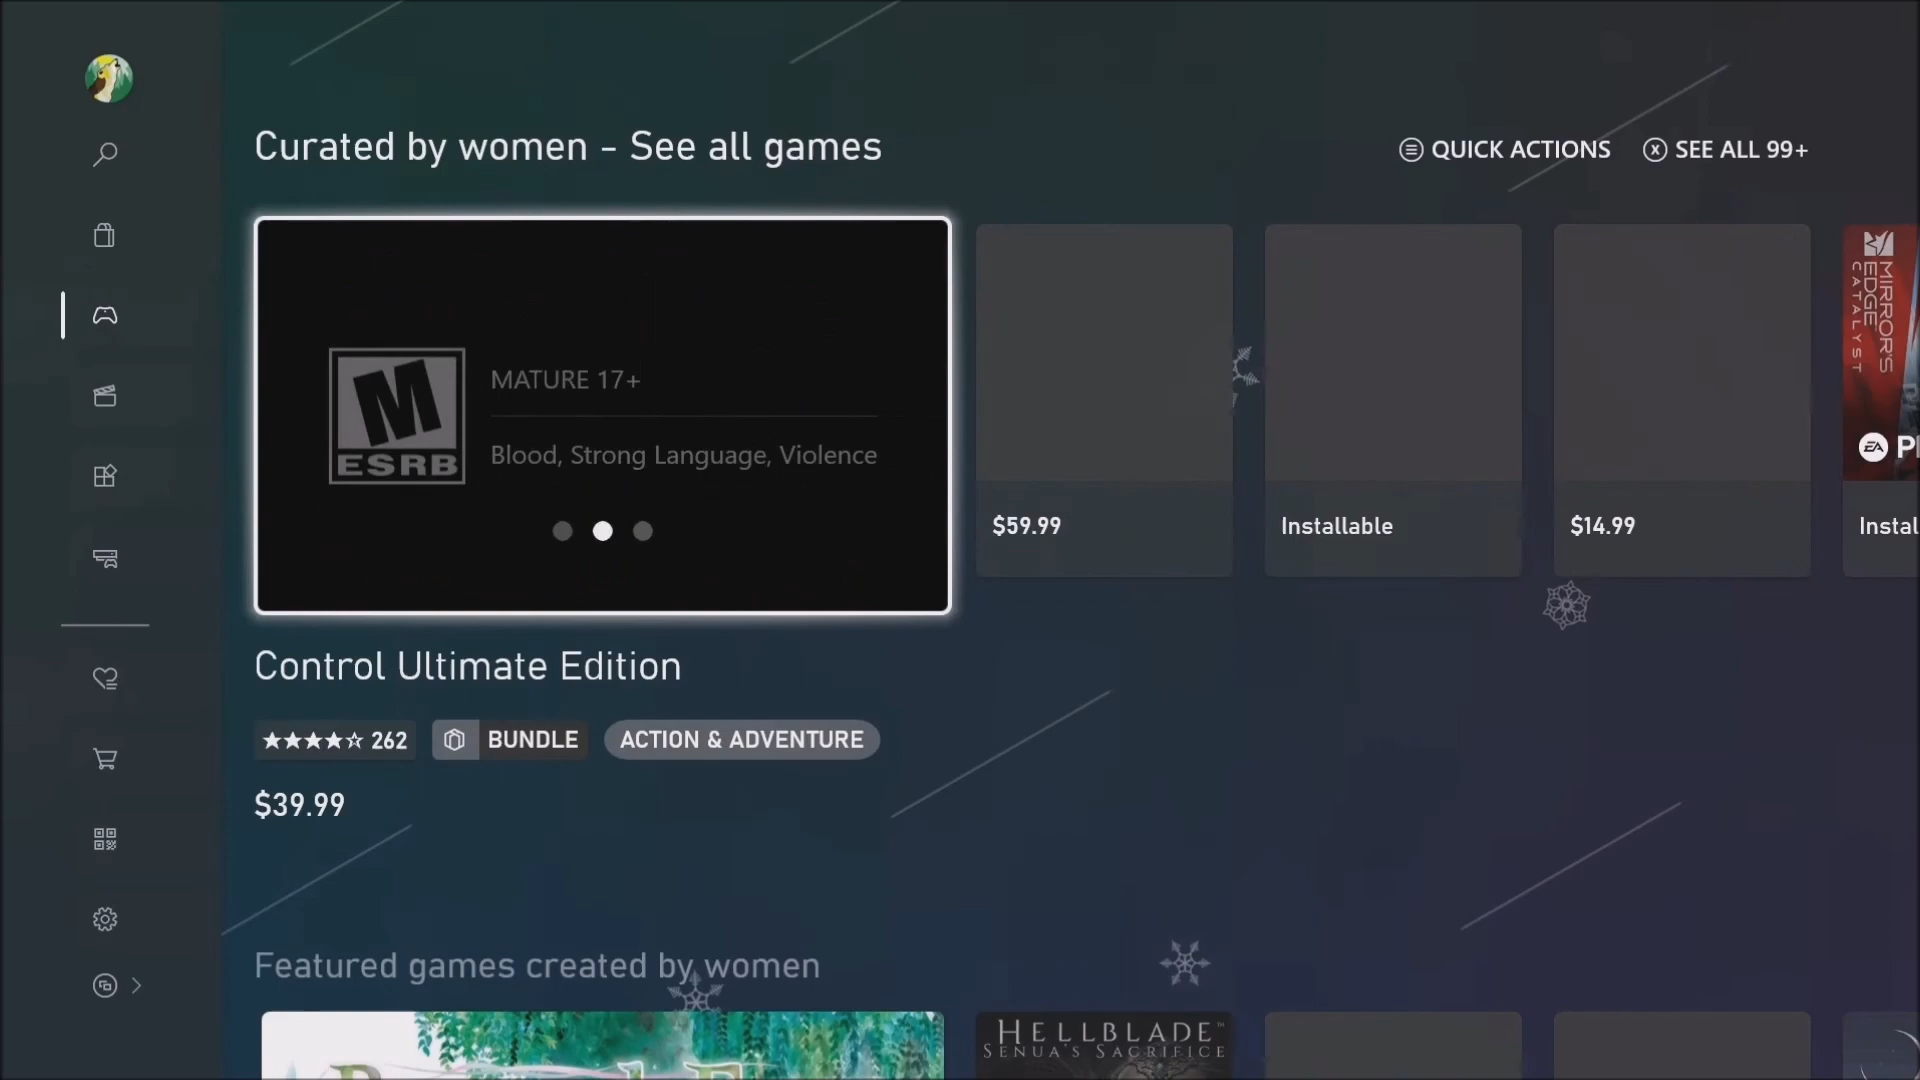 Curated by women - See all games
QUICK ACTIONS
SEE ALL 99+
M
ESRB
MATURE 17+
Blood, Strong Language, Violence
$59.99
Installable
$14.99
MIRROR'S
EDGE
CATALYST
EA
Control Ultimate Edition
262
BUNDLE
ACTION & ADVENTURE
$39.99
Featured games created by women
HELLBLADE™
SENUA'S SACRIFICE